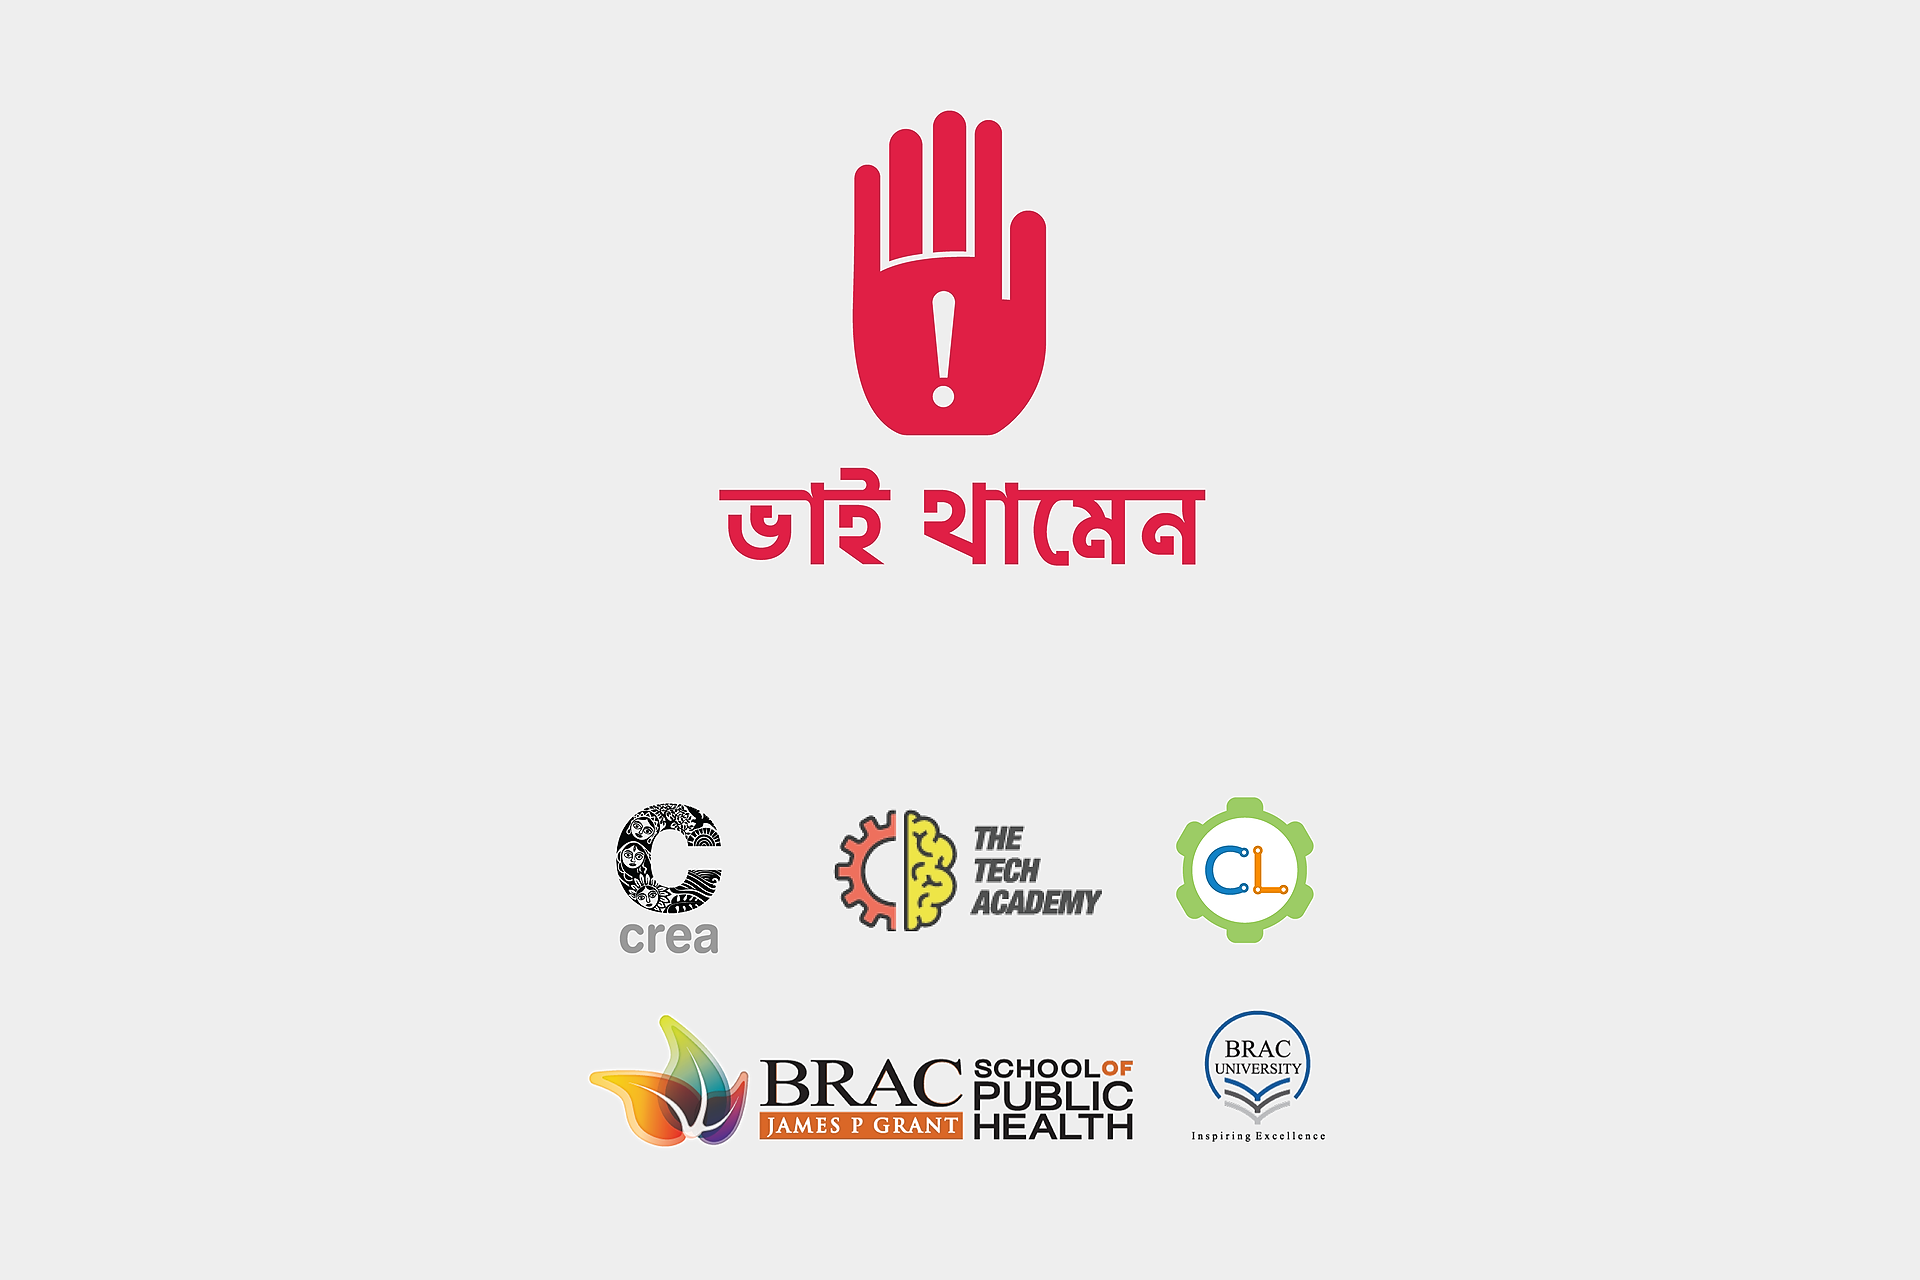 ভাই থামেন
crea
THE
TECH
ACADEMY
CL
BRAC
JAMES P GRANT
SCHOOL OF
PUBLIC
HEALTH
BRAC
UNIVERSITY
Inspiring Excellence